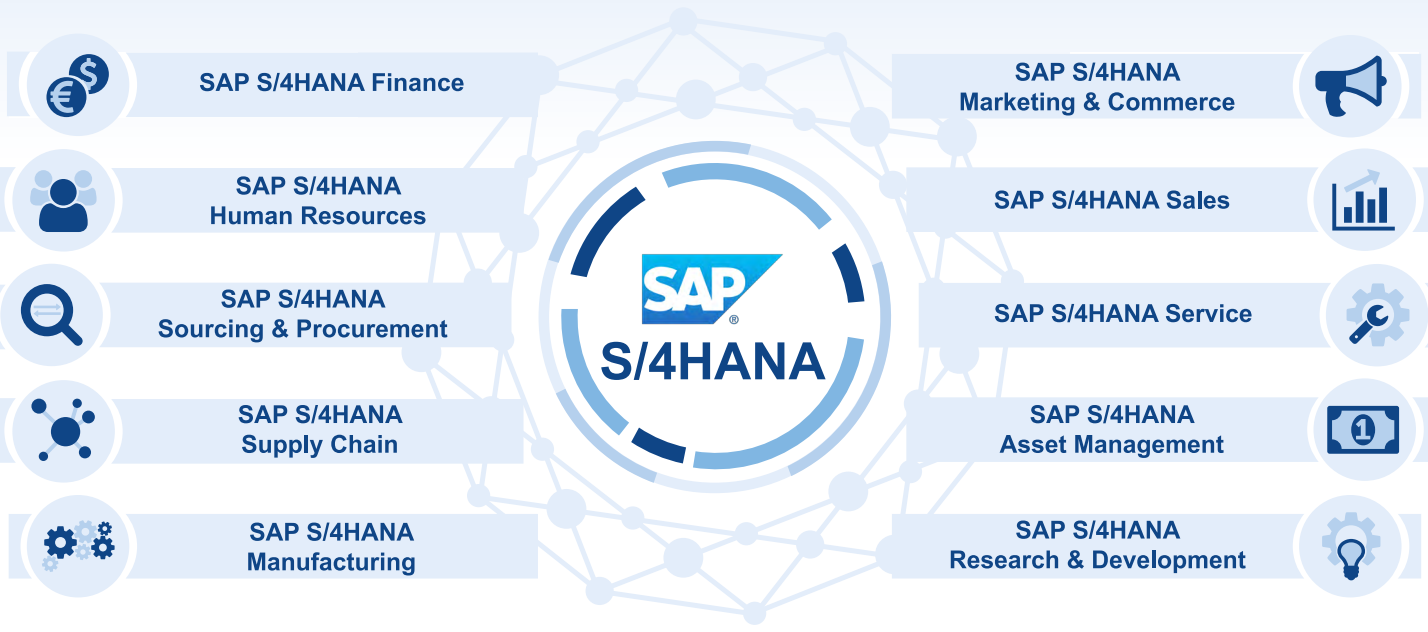 SAP S/4HANA Finance
SAP S/4HANA
Human Resources
SAP S/4HANA
Sourcing & Procurement
SAP S/4HANA
Supply Chain
SAP S/4HANA
Manufacturing
SAP
®
S/4HANA
SAP S/4HANA
Marketing & Commerce
SAP S/4HANA Sales
SAP S/4HANA Service
SAP S/4HANA
Asset Management
SAP S/4HANA
Research & Development
$
€
1